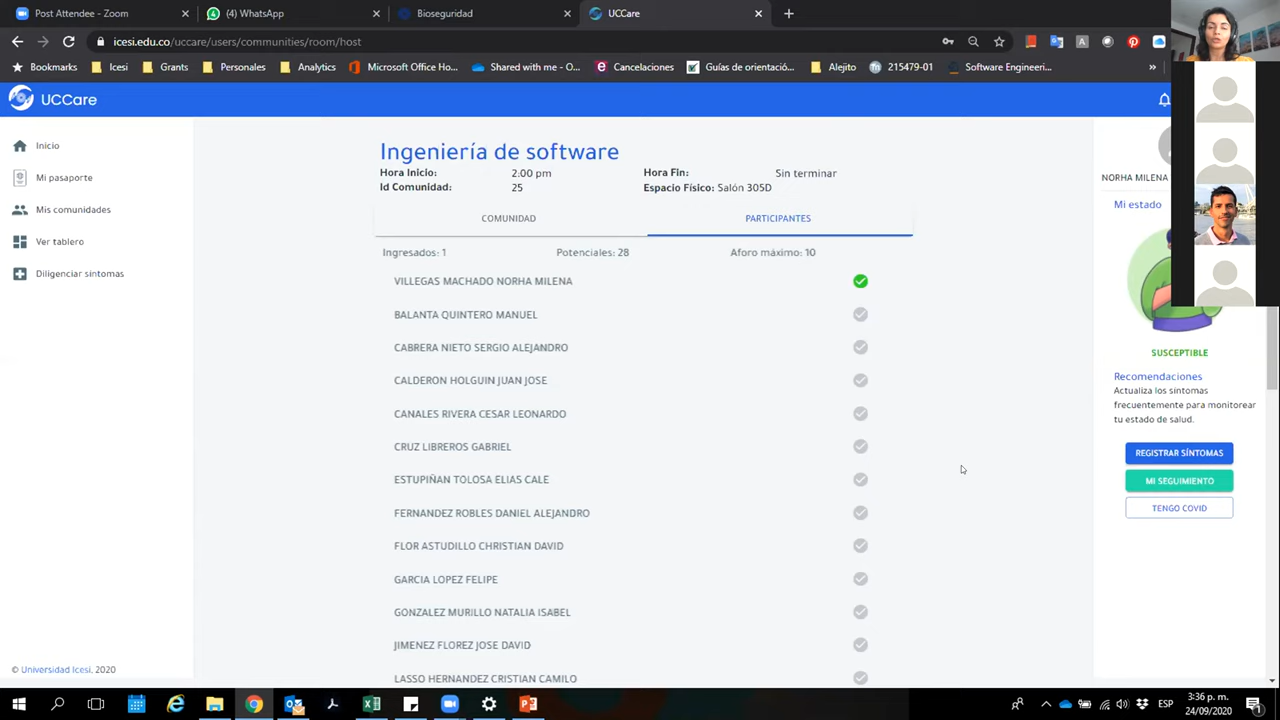 Post Attendee - Zoom
(4) WhatsApp
Bioseguridad
UCCare
icesi.edu.co/uccare/users/communities/room/host
Bookmarks
Icesi
Grants
Personales
Analytics
Microsoft Office Ho...
Shared with me - O...
Cancelaciones
Guías de orientació...
Alejito
215479-01
Software Engineeri...
»
UCCare
Inicio
Mi pasaporte
Mis comunidades
Ver tablero
Diligenciar síntomas
© Universidad Icesi, 2020
Ingeniería de software
Hora Inicio: 2.00 pm Hora Fin: Sin terminar
Id Comunidad: 25 Espacio Físico: Salón 305D
COMUNIDAD PARTICIPANTES
Ingresados: 1 Potenciales: 28 Aforo máximo: 10
VILLEGAS MACHADO NORHA MILENA
BALANTA QUINTERO MANUEL
CABRERA NIETO SERGIO ALEJANDRO
CALDERON HOLGUIN JUAN JOSE
CANALES RIVERA CESAR LEONARDO
CRUZ LIBREROS GABRIEL
ESTUPIÑAN TOLOSA ELIAS CALE
FERNANDEZ ROBLES DANIEL ALEJANDRO
FLOR ASTUDILLO CHRISTIAN DAVID
GARCIA LOPEZ FELIPE
GONZALEZ MURILLO NATALIA ISABEL
JIMENEZ FLOREZ JOSE DAVID
LASSO HERNANDEZ CRISTIAN CAMILO
NORHA MILENA
Mi estado
SUSCEPTIBLE
Recomendaciones
Actualiza los síntomas
frecuentemente para monitorear
tu estado de salud.
REGISTRAR SÍNTOMAS
MI SEGUIMIENTO
TENGO COVID
ESP
3:36 p. m.
24/09/2020